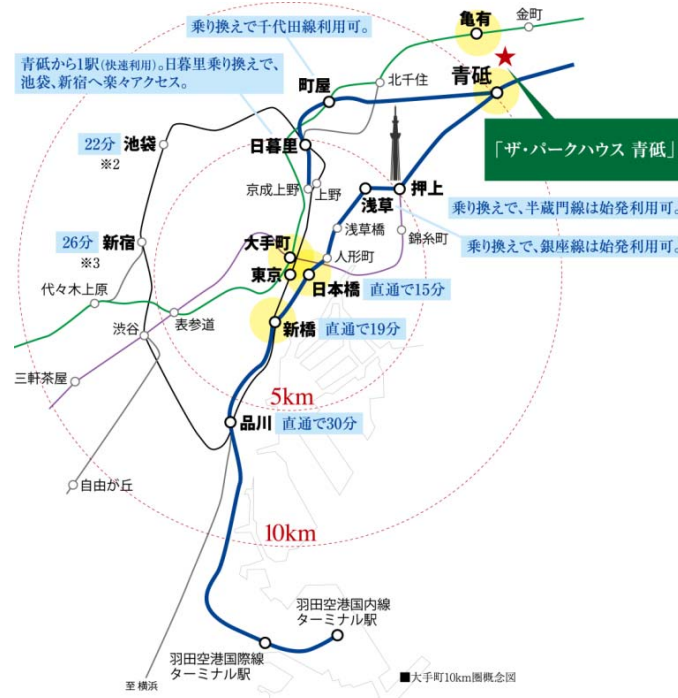 亀有
金町
乗り換えで千代田線利用可。
青砥から1駅(快速利用)。日暮里乗り換えで、
池袋、新宿へ楽々アクセス。
青砥
北千住
町屋
「ザ・パークハウス 青砥」
22分 池袋
※2
日暮里
京成上野
上野
押上
浅草
乗り換えで、半蔵門線は始発利用可。
浅草橋
錦糸町
乗り換えで、銀座線は始発利用可。
26分 新宿
※3
大手町
人形町
東京
日本橋 直通で15分
代々木上原
表参道
渋谷
新橋 直通で19分
三軒茶屋
5km
品川 直通で30分
自由が丘
10km
羽田空港国内線
ターミナル駅
羽田空港国際線
ターミナル駅
至 横浜
■大手町10km圏概念図